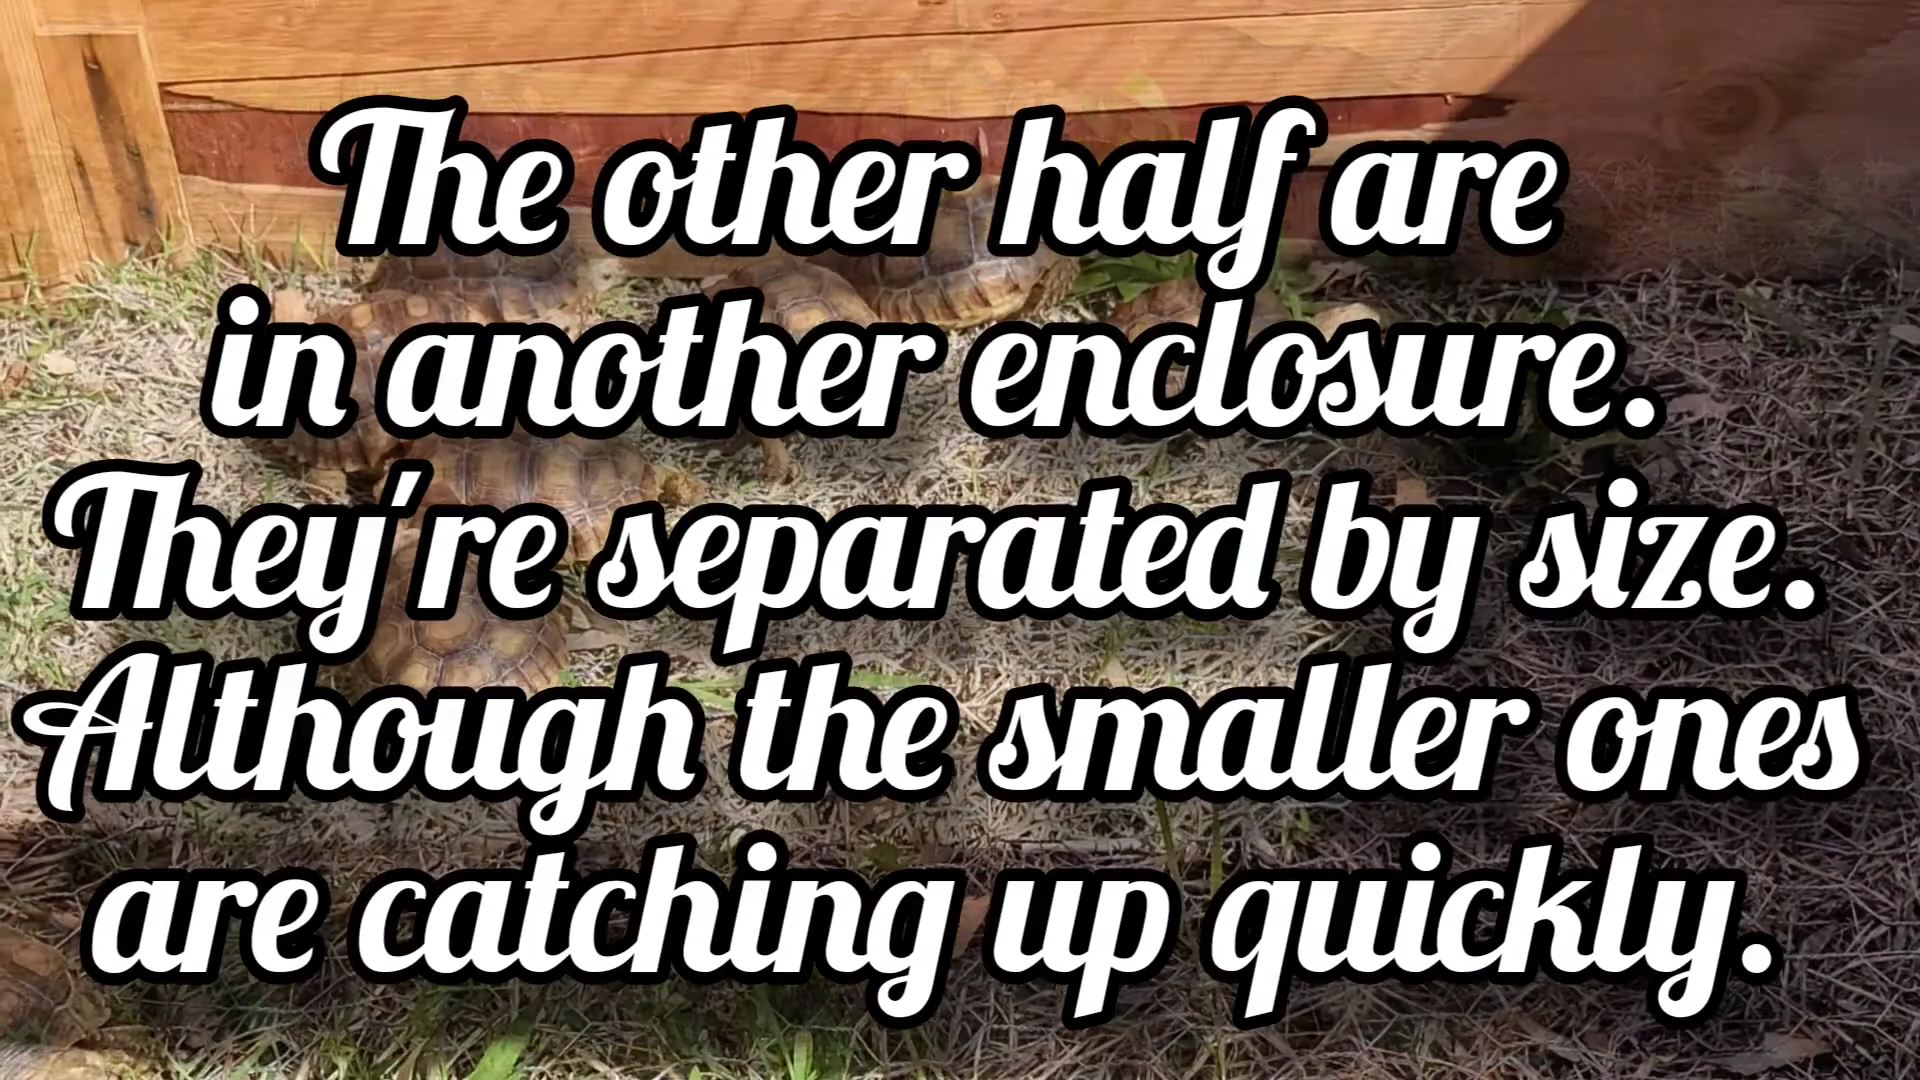 The other half are
in another enclosure.
They're separated by size.
Although the smaller ones
are catching up quickly.